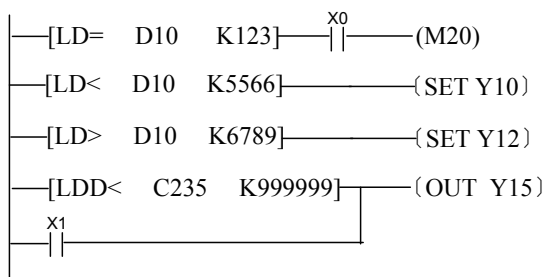 X0
[LD= D10 K123] (M20)
[LD< D10 K5566] (SET Y10)
[LD> D10 K6789] (SET Y12)
[LDD< C235 K999999] (OUT Y15)
X1